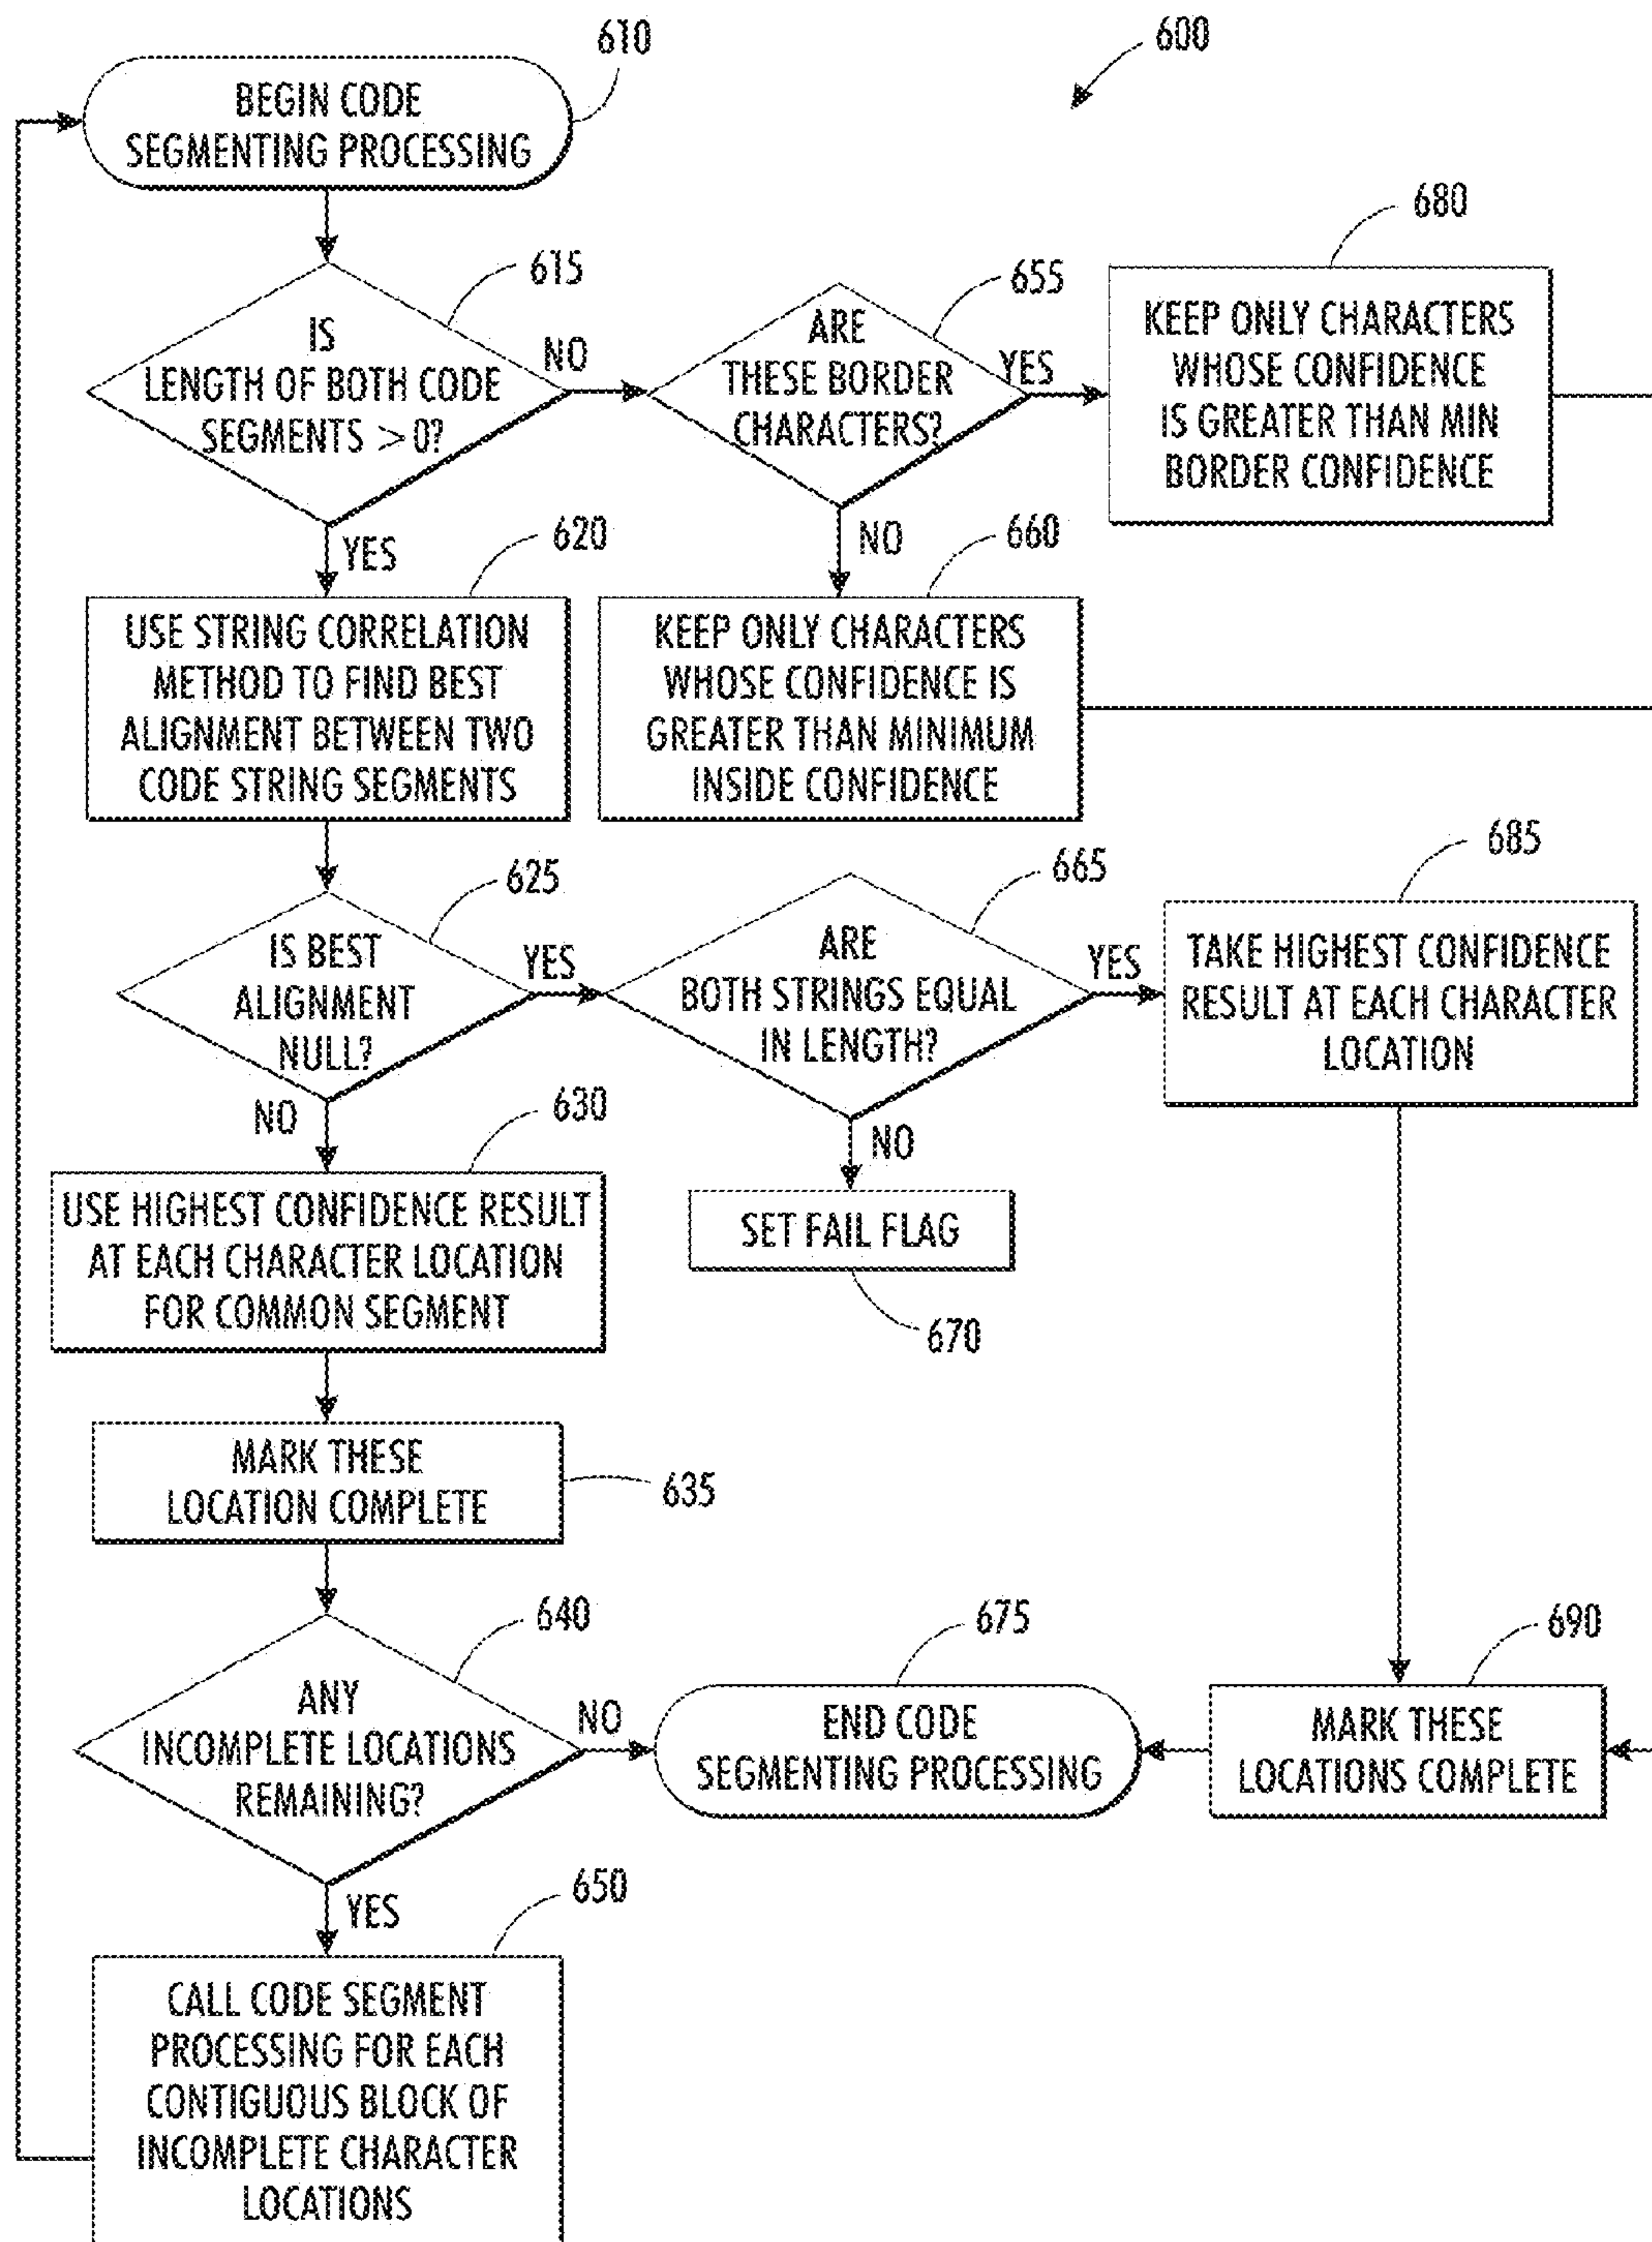 600
610
BEGIN CODE
SEGMENTING PROCESSING
615
IS
LENGTH OF BOTH CODE
SEGMENTS > 0?
NO
YES
655
ARE
THESE BORDER
CHARACTERS?
YES
NO
680
KEEP ONLY CHARACTERS
WHOSE CONFIDENCE
IS GREATER THAN MIN
BORDER CONFIDENCE
620
USE STRING CORRELATION
METHOD TO FIND BEST
ALIGNMENT BETWEEN TWO
CODE STRING SEGMENTS
660
KEEP ONLY CHARACTERS
WHOSE CONFIDENCE IS
GREATER THAN MINIMUM
INSIDE CONFIDENCE
625
IS BEST
ALIGNMENT
NULL?
YES
NO
665
ARE
BOTH STRINGS EQUAL
IN LENGTH?
YES
NO
685
TAKE HIGHEST CONFIDENCE
RESULT AT EACH CHARACTER
LOCATION
630
USE HIGHEST CONFIDENCE RESULT
AT EACH CHARACTER LOCATION
FOR COMMON SEGMENT
SET FAIL FLAG
670
MARK THESE
LOCATION COMPLETE
635
640
ANY
INCOMPLETE LOCATIONS
REMAINING?
NO
YES
675
END CODE
SEGMENTING PROCESSING
690
MARK THESE
LOCATIONS COMPLETE
650
CALL CODE SEGMENT
PROCESSING FOR EACH
CONTIGUOUS BLOCK OF
INCOMPLETE CHARACTER
LOCATIONS